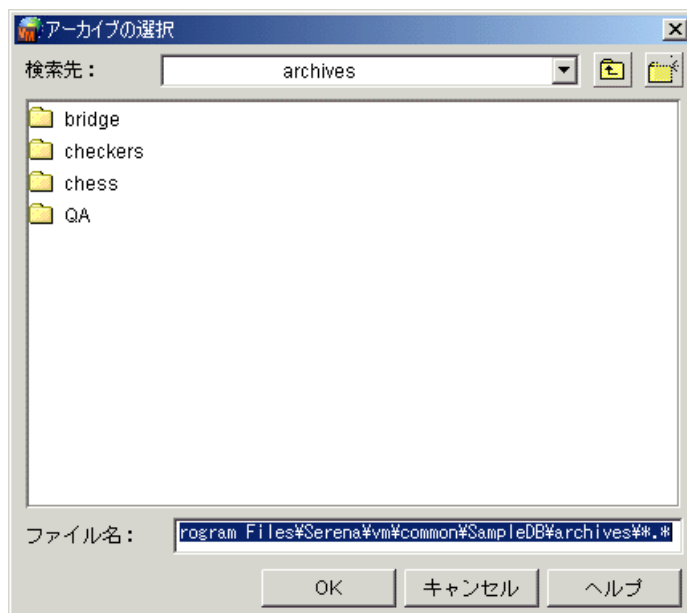 アーカイブの選択
検索先：
archives
bridge
checkers
chess
QA
ファイル名：
rogram Files¥Serena¥vm¥common¥SampleDB¥archives¥*.*
OK
キャンセル
ヘルプ